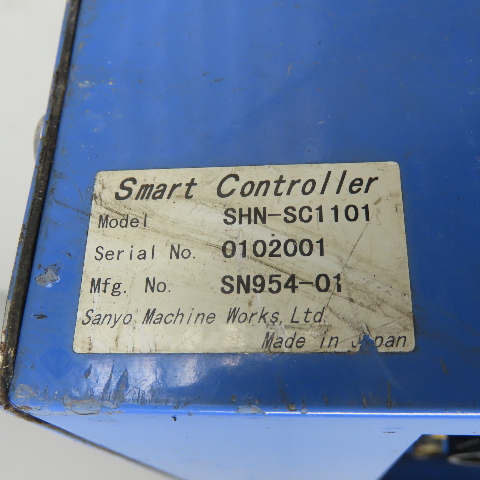 Smart Controller
Model SHN-SC1101
Serial No. 0102001
Mfg. No. SN954-01
Sanyo Machine Works, Ltd.
Made in Japan